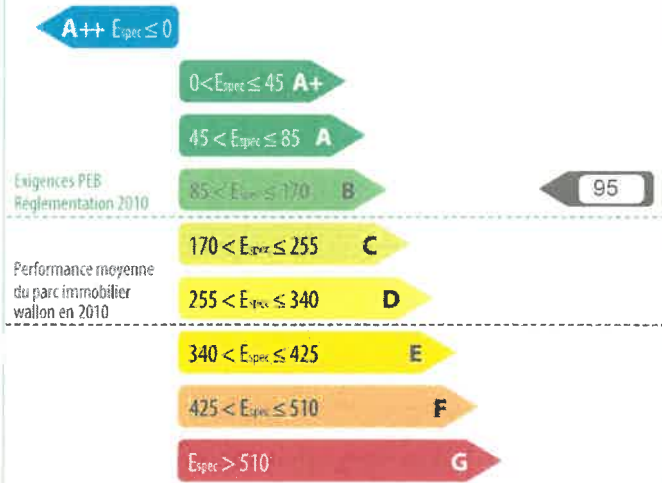 A++ Espec ≤ 0
0 < Espec ≤ 45 A+
45 < Espec ≤ 85 A
Exigences PEB
Réglementation 2010
85 < Espec ≤ 170 B
95
170 < Espec ≤ 255 C
Performance moyenne
du parc immobilier
wallon en 2010
255 < Espec ≤ 340 D
340 < Espec ≤ 425 E
425 < Espec ≤ 510 F
Espec > 510 G